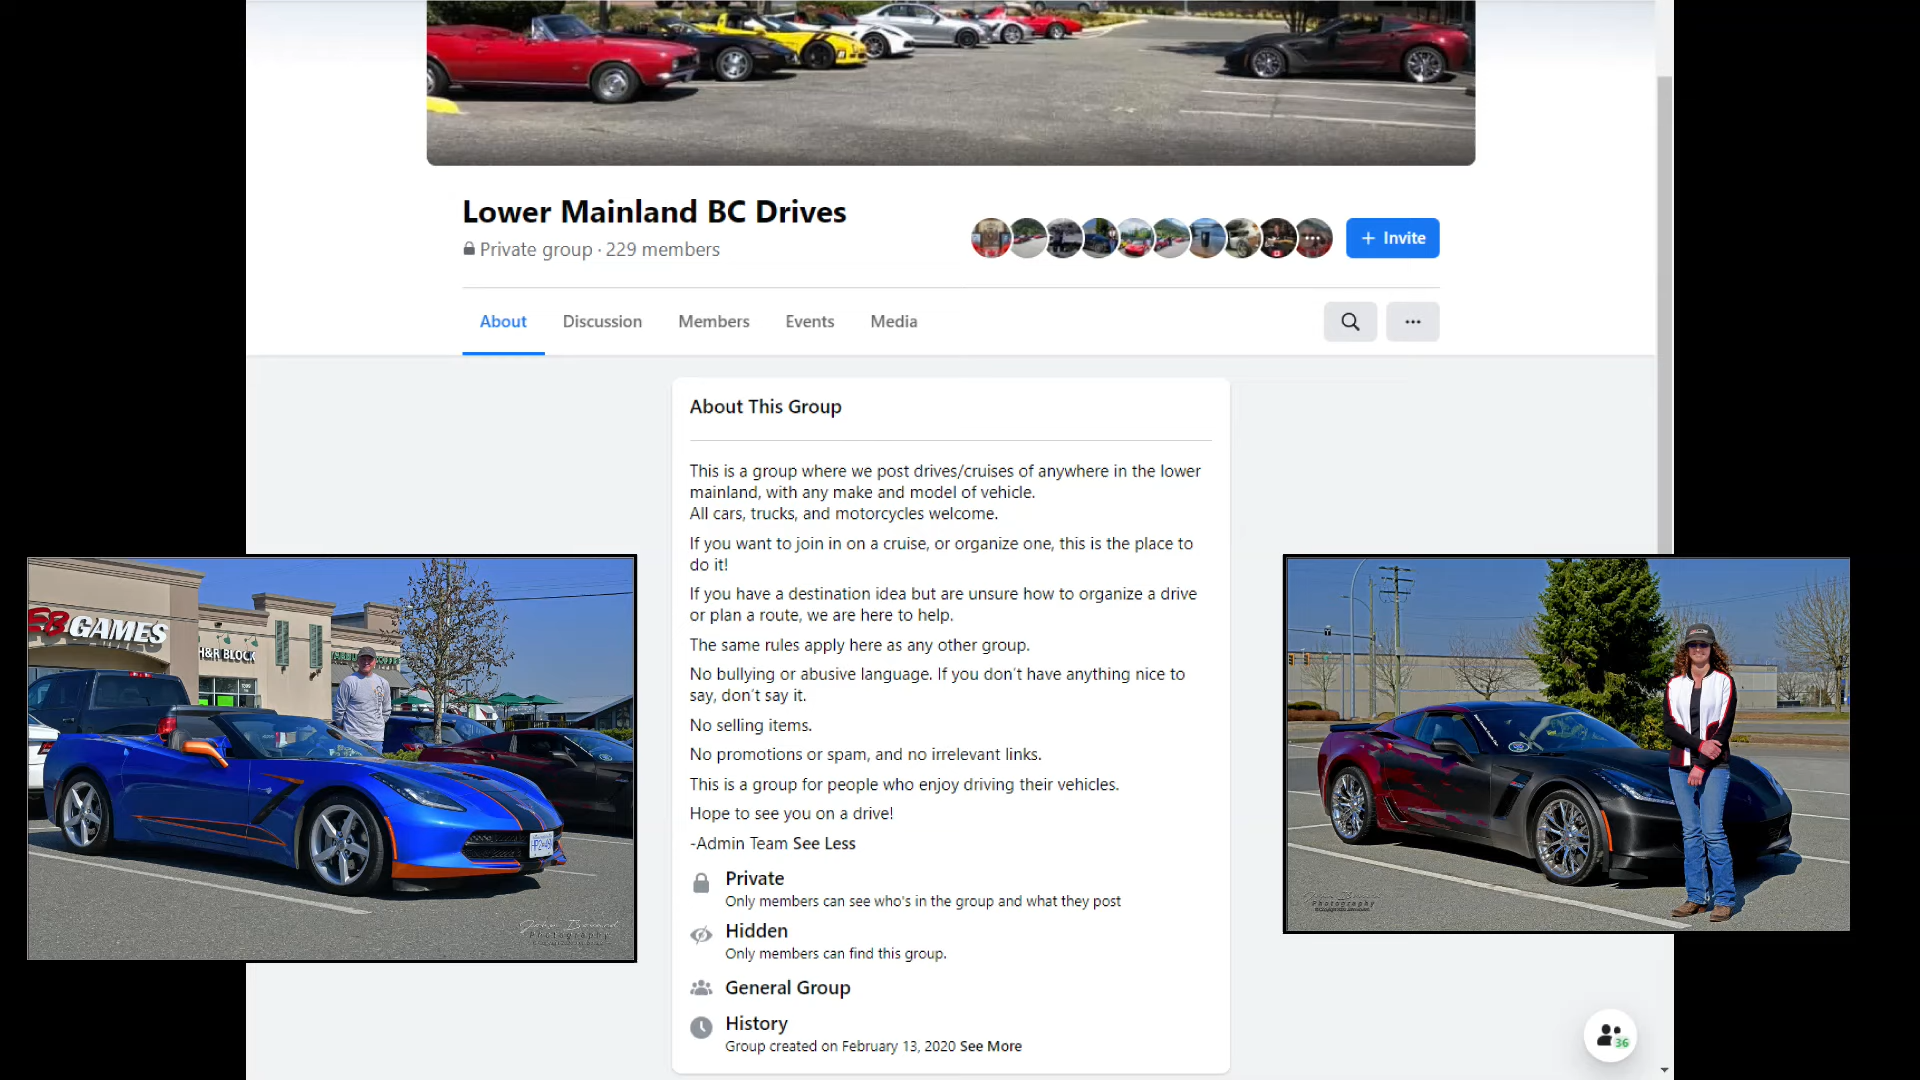 Lower Mainland BC Drives
Private group · 229 members
+ Invite
About
Discussion
Members
Events
Media
About This Group
This is a group where we post drives/cruises of anywhere in the lower
mainland, with any make and model of vehicle.
All cars, trucks, and motorcycles welcome.
If you want to join in on a cruise, or organize one, this is the place to
do it!
If you have a destination idea but are unsure how to organize a drive
or plan a route, we are here to help.
The same rules apply here as any other group.
No bullying or abusive language. If you don't have anything nice to
say, don't say it.
No selling items.
No promotions or spam, and no irrelevant links.
This is a group for people who enjoy driving their vehicles.
Hope to see you on a drive!
-Admin Team See Less
Private
Only members can see who's in the group and what they post
Hidden
Only members can find this group.
General Group
History
Group created on February 13, 2020 See More
36
EB GAMES
H&R BLOCK
Photography
Photography